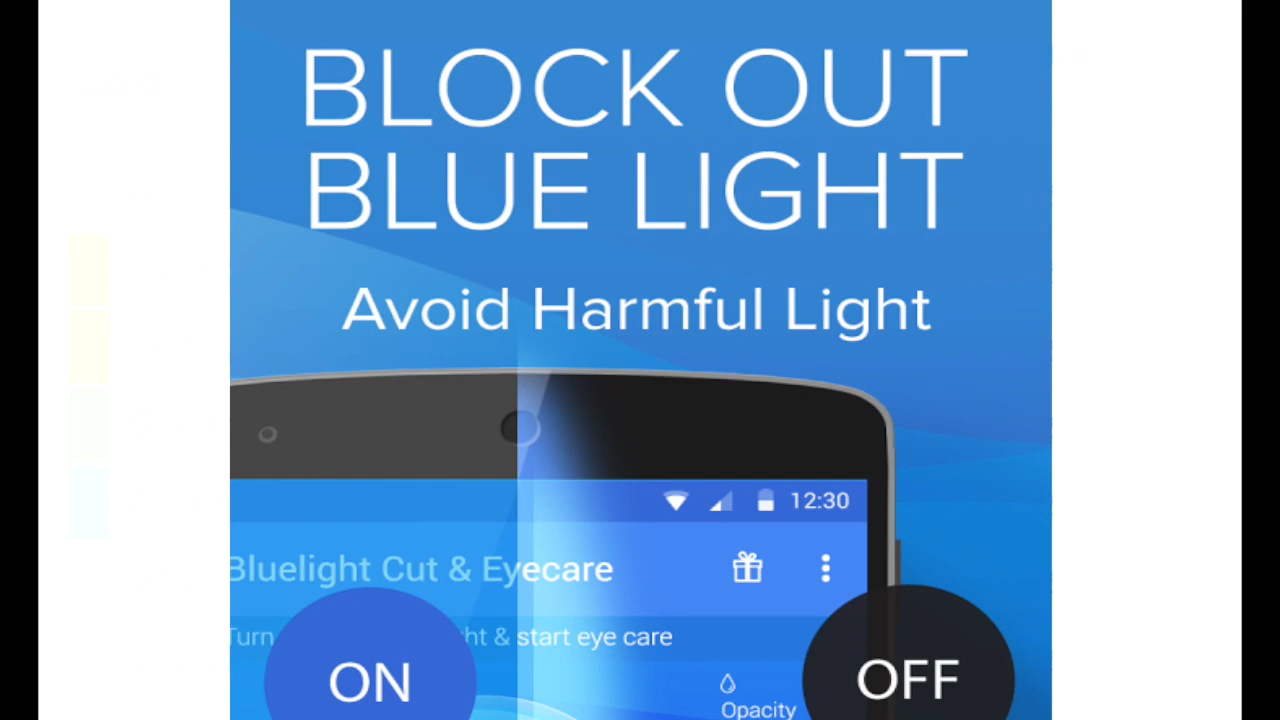 BLOCK OUT
BLUE LIGHT
Avoid Harmful Light
12:30
Bluelight Cut & Eyecare
Turn ht & start eye care
Opacity
ON
OFF